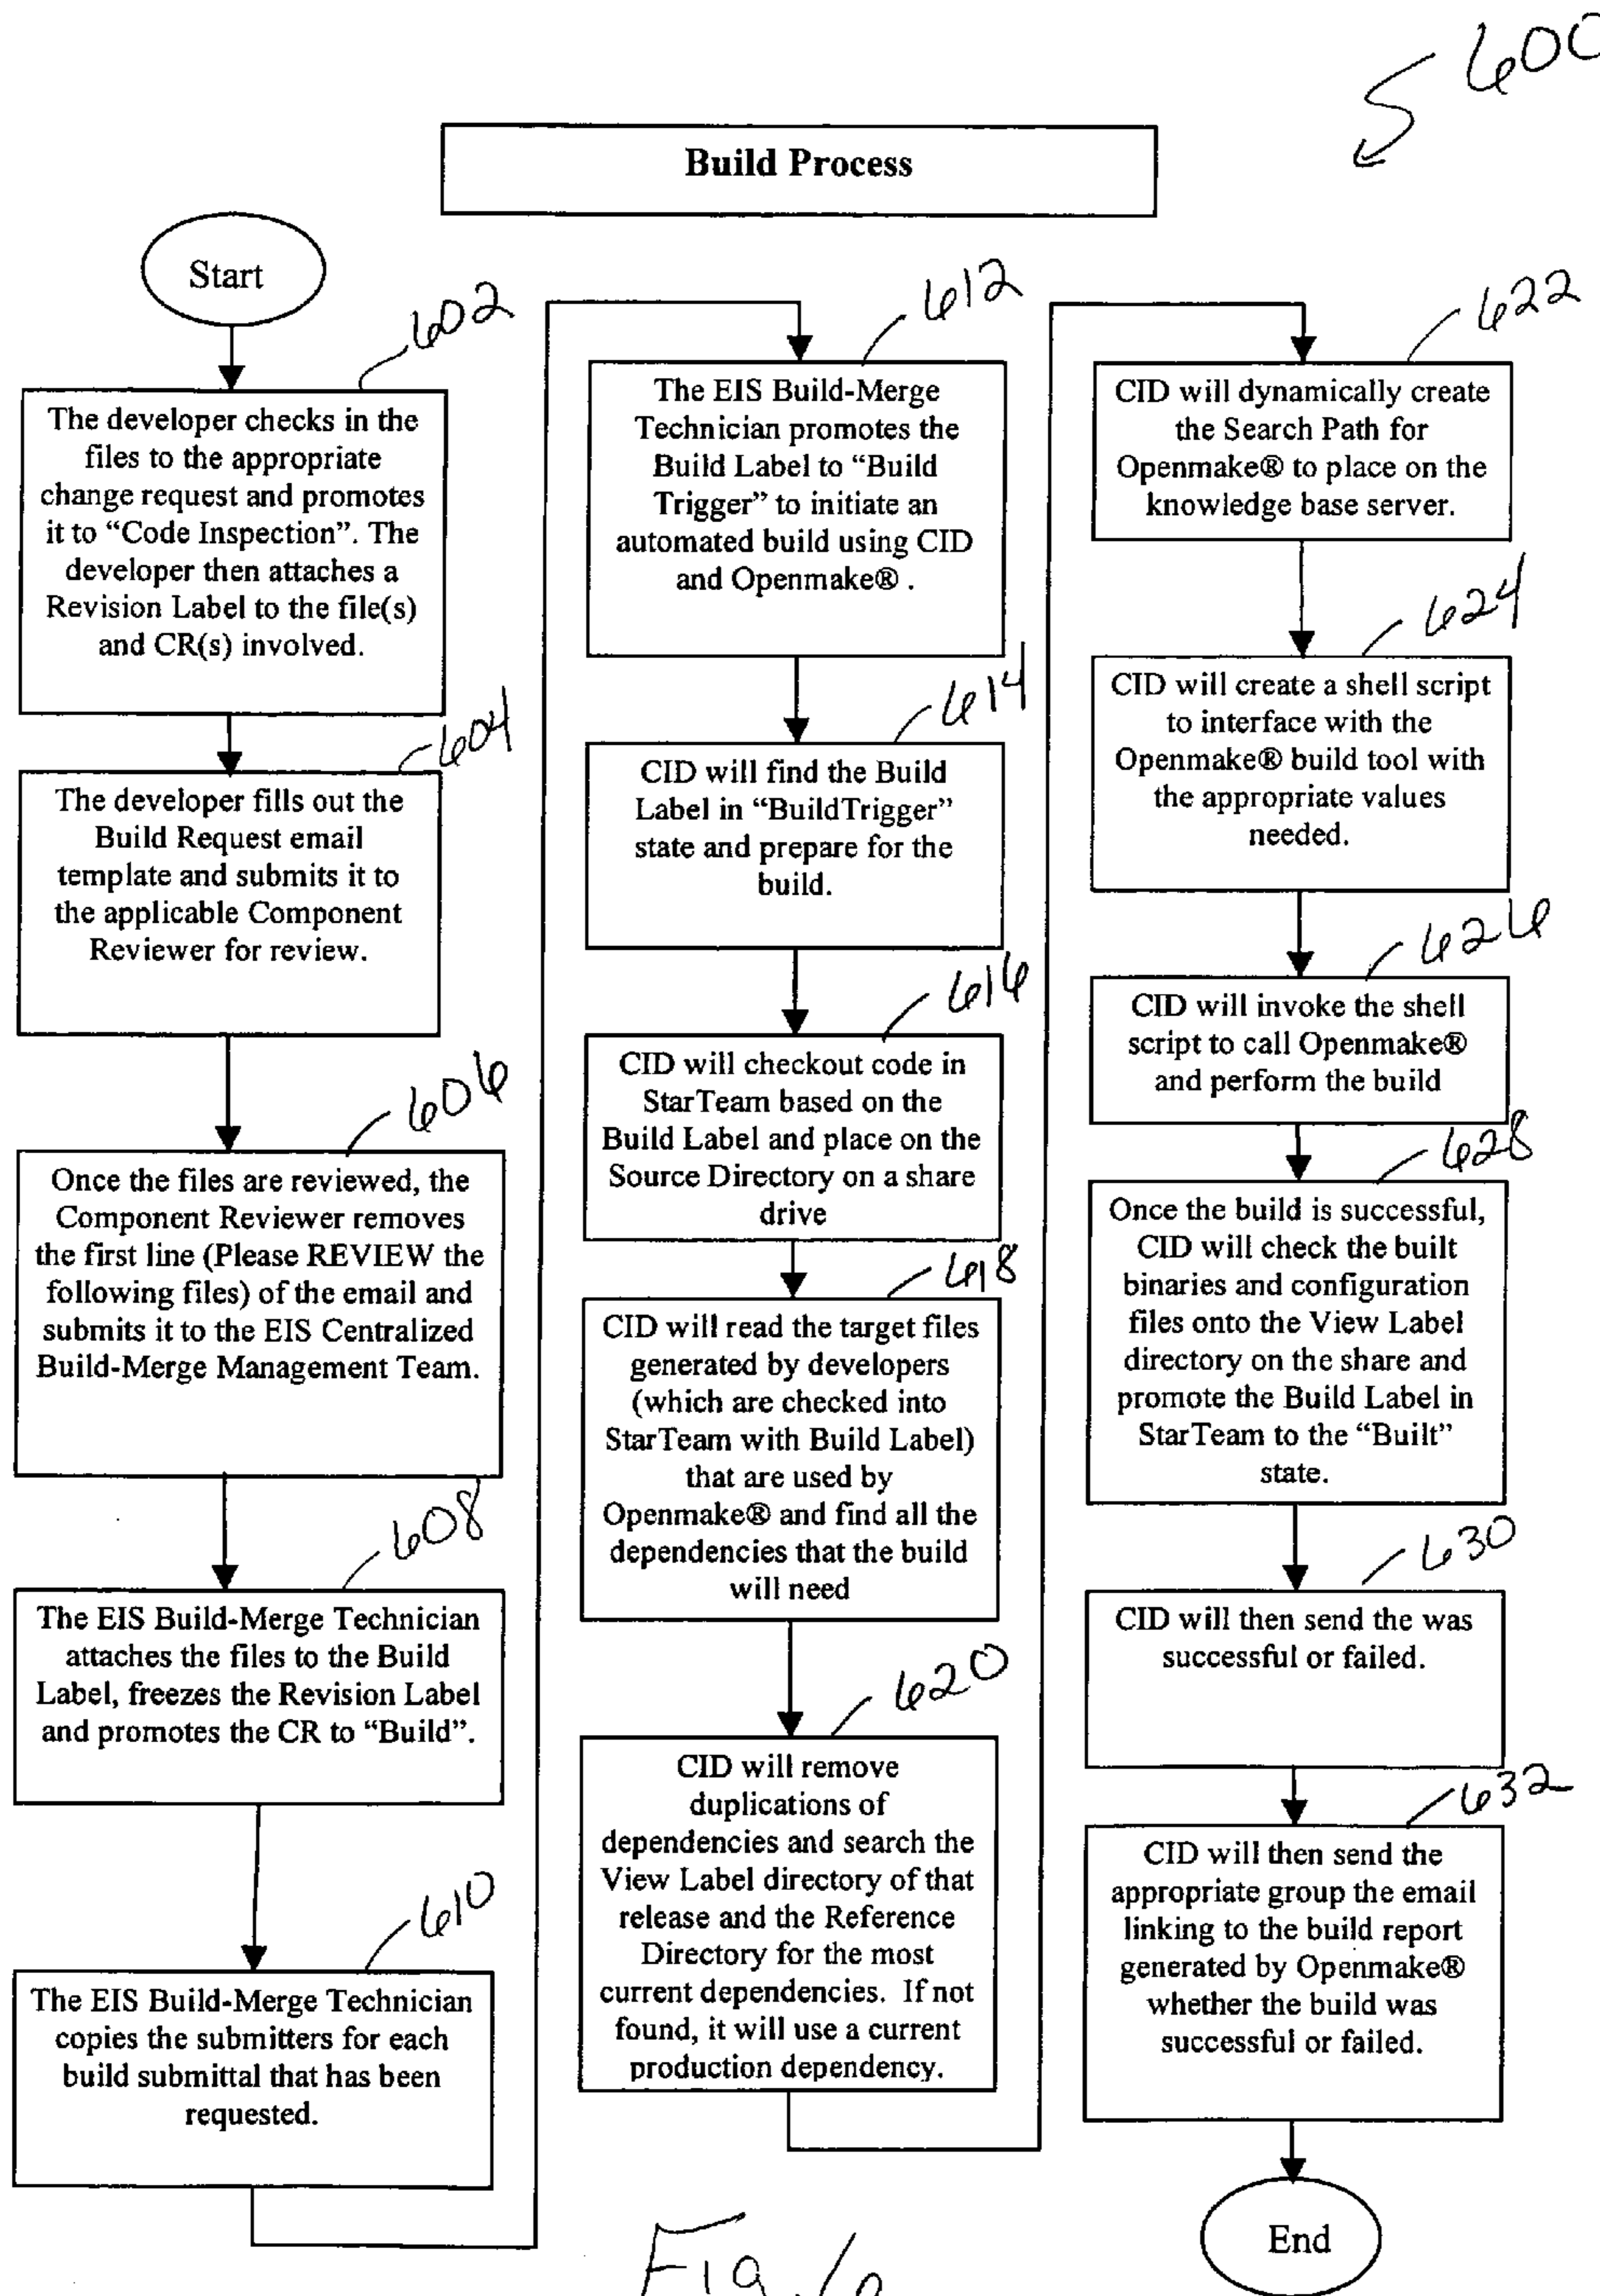 600
Build Process
Start
602
The developer checks in the
files to the appropriate
change request and promotes
it to “Code Inspection”. The
developer then attaches a
Revision Label to the file(s)
and CR(s) involved.
604
The developer fills out the
Build Request email
template and submits it to
the applicable Component
Reviewer for review.
606
Once the files are reviewed, the
Component Reviewer removes
the first line (Please REVIEW the
following files) of the email and
submits it to the EIS Centralized
Build-Merge Management Team.
608
The EIS Build-Merge Technician
attaches the files to the Build
Label, freezes the Revision Label
and promotes the CR to “Build”.
610
The EIS Build-Merge Technician
copies the submitters for each
build submittal that has been
requested.
612
The EIS Build-Merge
Technician promotes the
Build Label to “Build
Trigger” to initiate an
automated build using CID
and Openmake® .
614
CID will find the Build
Label in “BuildTrigger”
state and prepare for the
build.
616
CID will checkout code in
StarTeam based on the
Build Label and place on the
Source Directory on a share
drive
618
CID will read the target files
generated by developers
(which are checked into
StarTeam with Build Label)
that are used by
Openmake® and find all the
dependencies that the build
will need
620
CID will remove
duplications of
dependencies and search the
View Label directory of that
release and the Reference
Directory for the most
current dependencies. If not
found, it will use a current
production dependency.
622
CID will dynamically create
the Search Path for
Openmake® to place on the
knowledge base server.
624
CID will create a shell script
to interface with the
Openmake® build tool with
the appropriate values
needed.
626
CID will invoke the shell
script to call Openmake®
and perform the build
628
Once the build is successful,
CID will check the built
binaries and configuration
files onto the View Label
directory on the share and
promote the Build Label in
StarTeam to the “Built”
state.
630
CID will then send the was
successful or failed.
632
CID will then send the
appropriate group the email
linking to the build report
generated by Openmake®
whether the build was
successful or failed.
End
Fig. 6